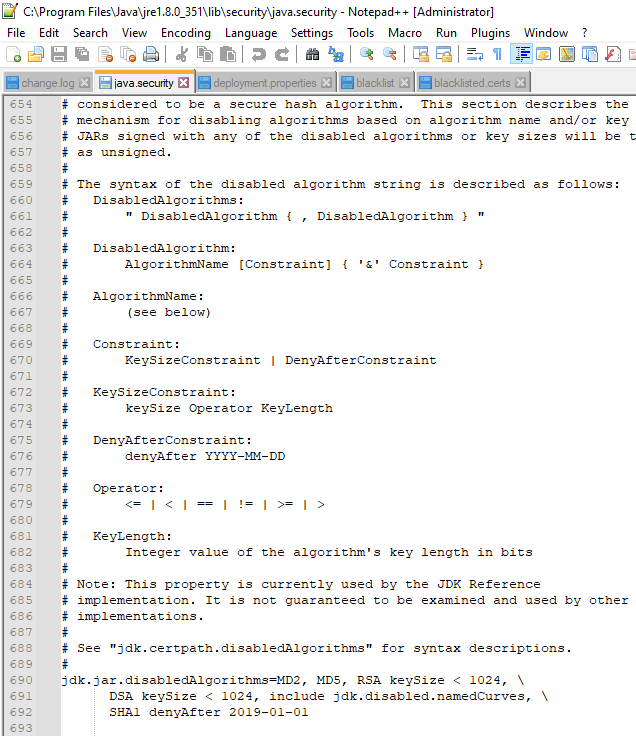 C:\Program Files\Java\jre1.8.0_351\lib\security\java.security - Notepad++ [Administrator]
File Edit Search View Encoding Language Settings Tools Macro Run Plugins Window ?
change.log java.security deployment.properties blacklist blacklisted.certs
654 # considered to be a secure hash algorithm.  This section describes the
655 # mechanism for disabling algorithms based on algorithm name and/or key
656 # JARs signed with any of the disabled algorithms or key sizes will be t
657 # as unsigned.
658 #
659 # The syntax of the disabled algorithm string is described as follows:
660 #   DisabledAlgorithms:
661 #       " DisabledAlgorithm { , DisabledAlgorithm } "
662 #
663 #   DisabledAlgorithm:
664 #       AlgorithmName [Constraint] { '&' Constraint }
665 #
666 #   AlgorithmName:
667 #       (see below)
668 #
669 #   Constraint:
670 #       KeySizeConstraint | DenyAfterConstraint
671 #
672 #   KeySizeConstraint:
673 #       keySize Operator KeyLength
674 #
675 #   DenyAfterConstraint:
676 #       denyAfter YYYY-MM-DD
677 #
678 #   Operator:
679 #       <= | < | == | != | >= | >
680 #
681 #   KeyLength:
682 #       Integer value of the algorithm's key length in bits
683 #
684 # Note: This property is currently used by the JDK Reference
685 # implementation. It is not guaranteed to be examined and used by other
686 # implementations.
687 #
688 # See "jdk.certpath.disabledAlgorithms" for syntax descriptions.
689 #
690 jdk.jar.disabledAlgorithms=MD2, MD5, RSA keySize < 1024, \
691       DSA keySize < 1024, include jdk.disabled.namedCurves, \
692       SHA1 denyAfter 2019-01-01
693